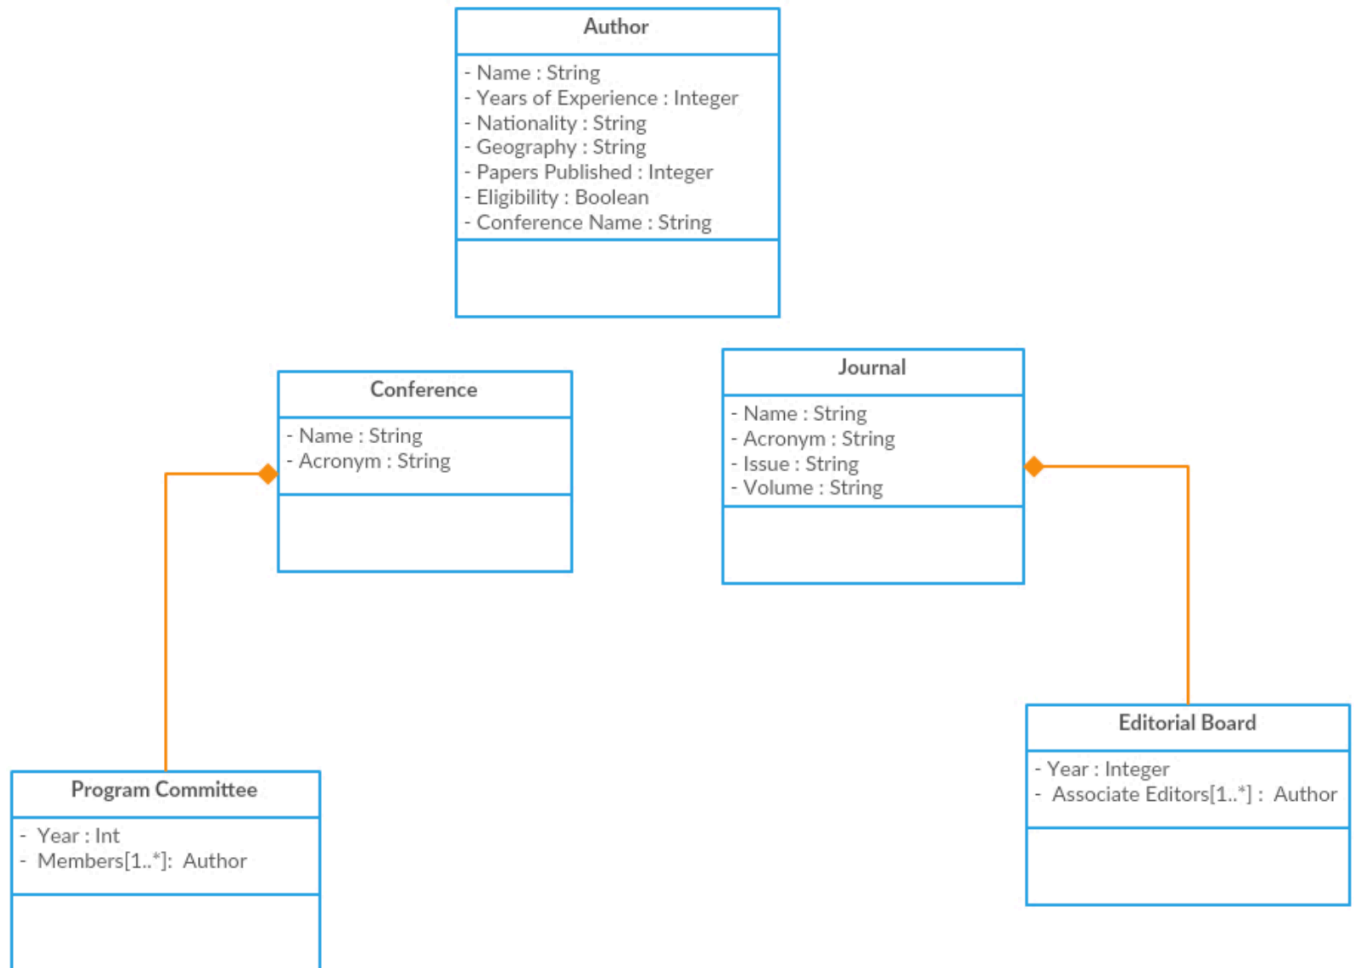 Author
- Name : String
- Years of Experience : Integer
- Nationality : String
- Geography : String
- Papers Published : Integer
- Eligibility : Boolean
- Conference Name : String
Conference
- Name : String
- Acronym : String
Journal
- Name : String
- Acronym : String
- Issue : String
- Volume : String
Program Committee
- Year : Int
- Members[1..*]: Author
Editorial Board
- Year : Integer
- Associate Editors[1..*] : Author